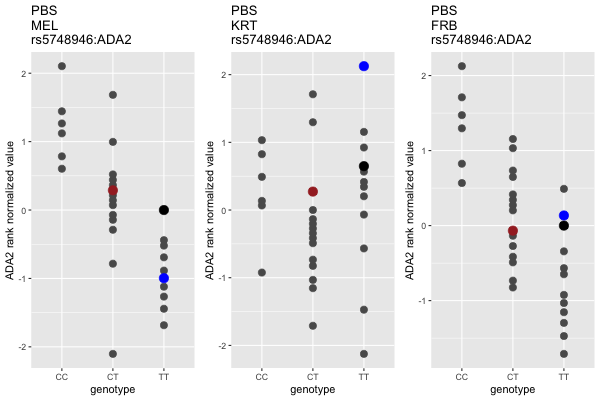 PBS
MEL
rs5748946:ADA2
ADA2 rank normalized value
2
1
0
-1
-2
CC CT TT
genotype
PBS
KRT
rs5748946:ADA2
ADA2 rank normalized value
2
1
0
-1
-2
CC CT TT
genotype
PBS
FRB
rs5748946:ADA2
ADA2 rank normalized value
2
1
0
-1
CC CT TT
genotype